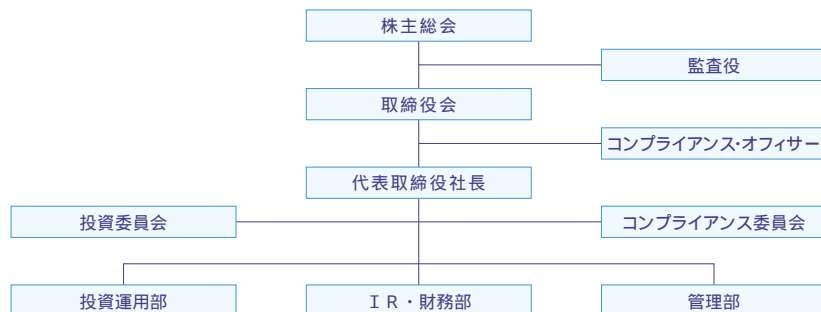 株主総会
監査役
取締役会
コンプライアンス・オフィサー
代表取締役社長
投資委員会
コンプライアンス委員会
投資運用部
ＩＲ・財務部
管理部